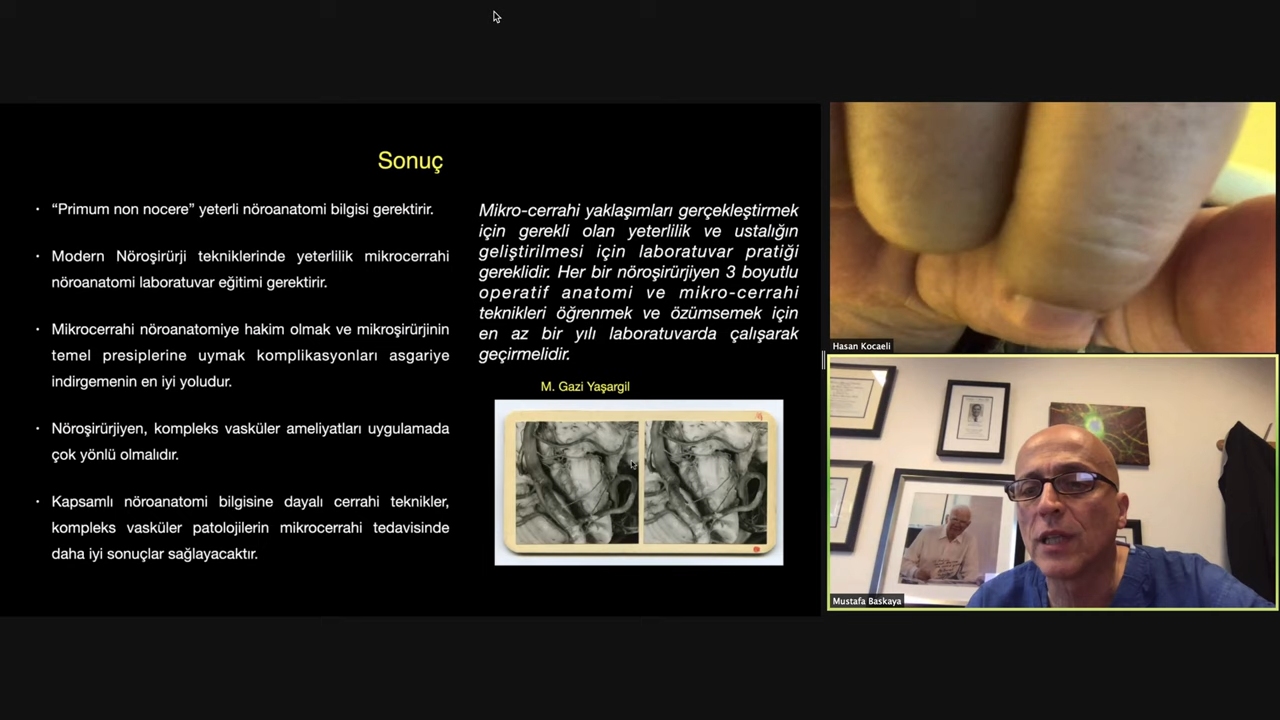 Sonuç
• “Primum non nocere” yeterli nöroanatomi bilgisi gerektirir.
• Modern Nöroşirürji tekniklerinde yeterlilik mikrocerrahi
nöroanatomi laboratuvar eğitimi gerektirir.
• Mikrocerrahi nöroanatomiye hakim olmak ve mikroşirürjinin
temel presiplerine uymak komplikasyonları asgariye
indirgemenin en iyi yoludur.
• Nöroşirürjiyen, kompleks vasküler ameliyatları uygulamada
çok yönlü olmalıdır.
• Kapsamlı nöroanatomi bilgisine dayalı cerrahi teknikler,
kompleks vasküler patolojilerin mikrocerrahi tedavisinde
daha iyi sonuçlar sağlayacaktır.
Mikro-cerrahi yaklaşımları gerçekleştirmek
için gerekli olan yeterlilik ve ustalığın
geliştirilmesi için laboratuvar pratiği
gereklidir. Her bir nöroşirürjiyen 3 boyutlu
operatif anatomi ve mikro-cerrahi
teknikleri öğrenmek ve özümsemek için
en az bir yılı laboratuvarda çalışarak
geçirmelidir.
M. Gazi Yaşargil
Hasan Kocaeli
Mustafa Baskaya